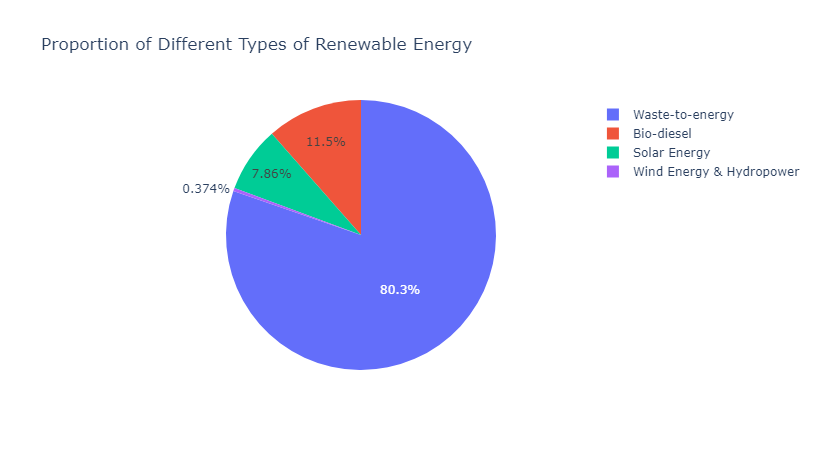 Proportion of Different Types of Renewable Energy
Waste-to-energy
Bio-diesel
Solar Energy
Wind Energy & Hydropower
11.5%
7.86%
0.374%
80.3%